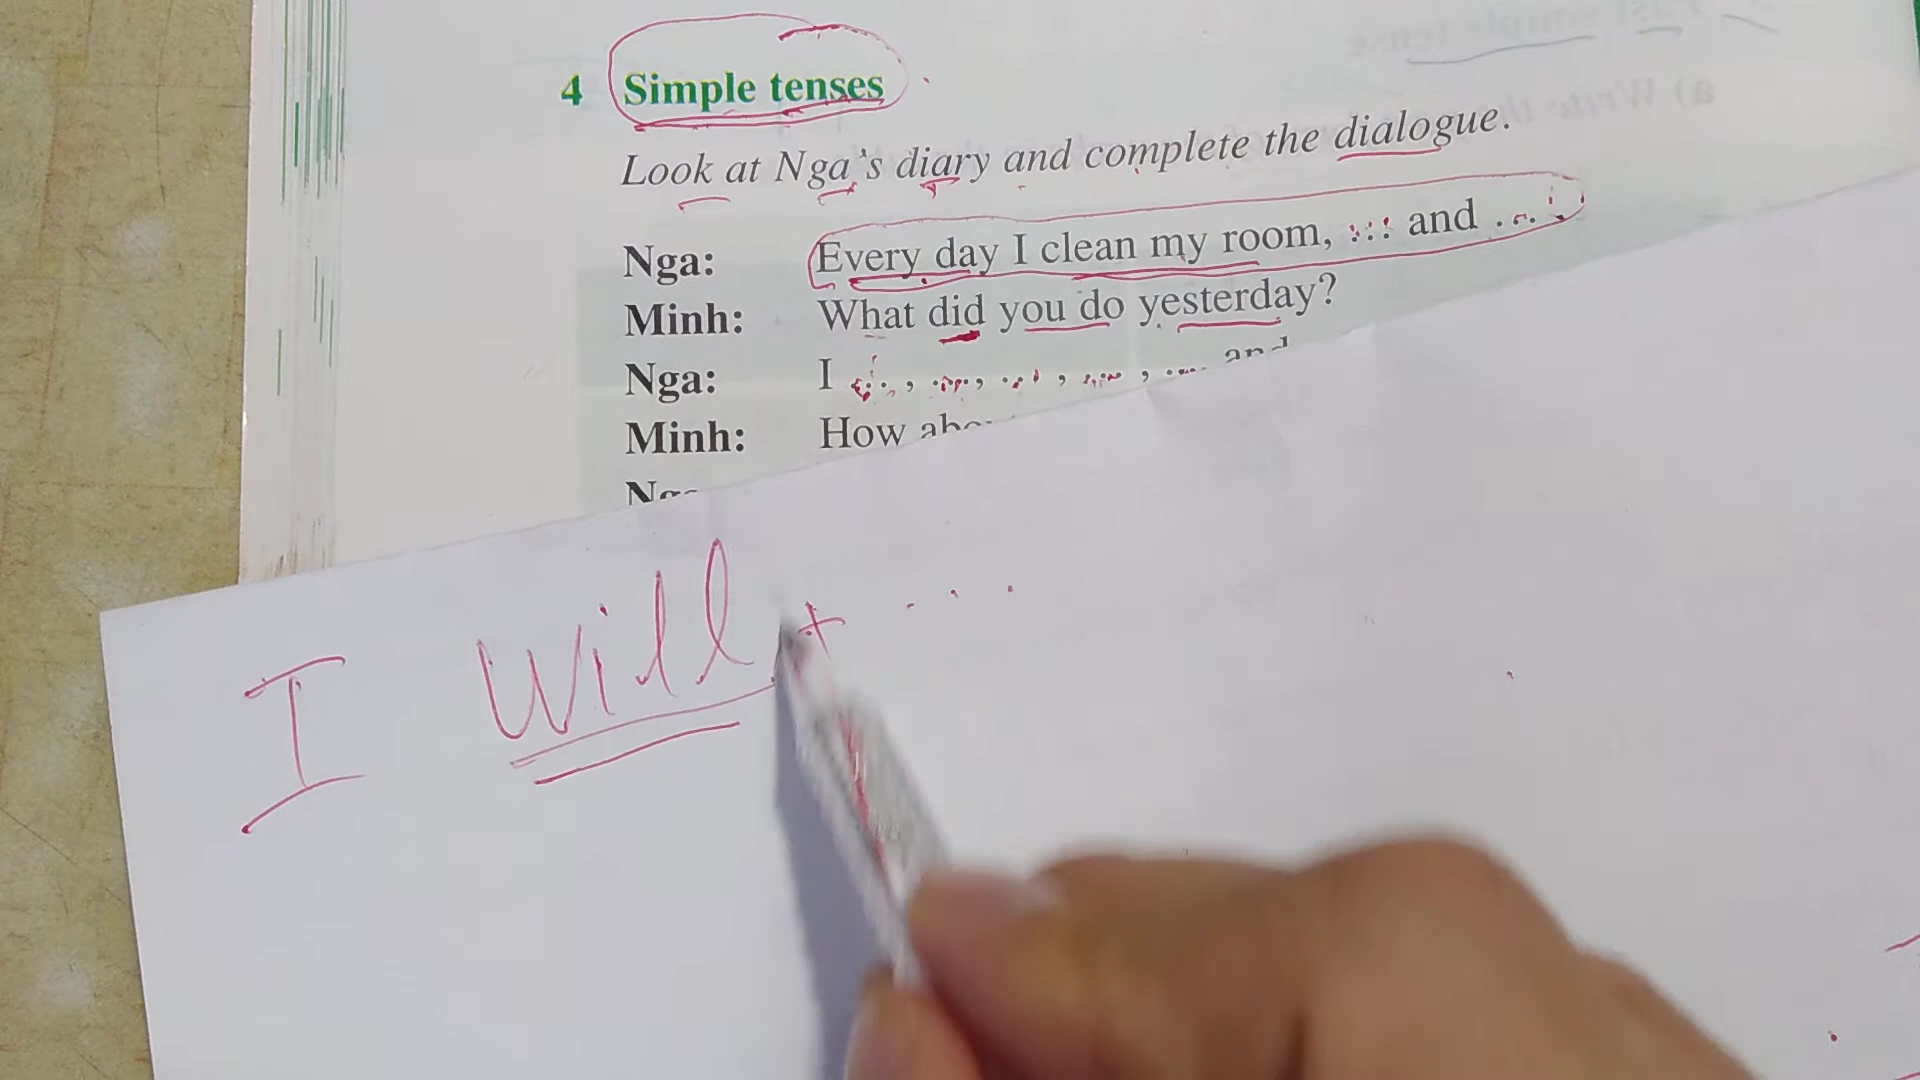 4 Simple tenses
Look at Nga's diary and complete the dialogue.
Nga: Every day I clean my room, ... and ... .
Minh: What did you do yesterday?
Nga: I ... , ... , ... , ... , ... and
Minh: How
I Will + ...